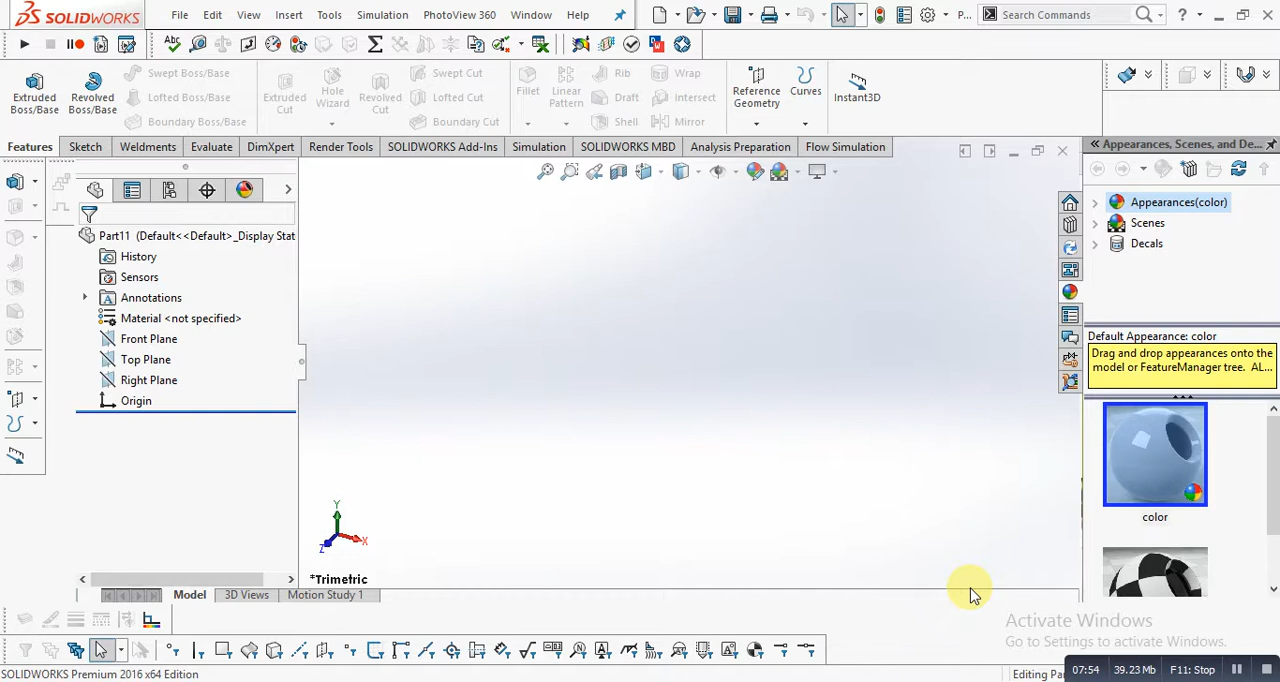 SOLIDWORKS File Edit View Insert Tools Simulation PhotoView 360 Window Help P... Search Commands ?
Abc
Extruded Boss/Base
Revolved Boss/Base
Swept Boss/Base
Lofted Boss/Base
Boundary Boss/Base
Extruded Cut
Hole Wizard
Revolved Cut
Swept Cut
Lofted Cut
Boundary Cut
Fillet
Linear Pattern
Rib
Draft
Shell
Wrap
Intersect
Mirror
Reference Geometry
Curves
Instant3D
Features Sketch Weldments Evaluate DimXpert Render Tools SOLIDWORKS Add-Ins Simulation SOLIDWORKS MBD Analysis Preparation Flow Simulation
Part11 (Default<<Default>_Display Stat
History
Sensors
Annotations
Material <not specified>
Front Plane
Top Plane
Right Plane
Origin
Y
Z X
*Trimetric
Appearances, Scenes, and De...
Appearances(color)
Scenes
Decals
Default Appearance: color
Drag and drop appearances onto the
model or FeatureManager tree. AL...
color
Model 3D Views Motion Study 1
Activate Windows
Go to Settings to activate Windows.
SOLIDWORKS Premium 2016 x64 Edition
Editing Pa
07:54 39.23 Mb F11: Stop